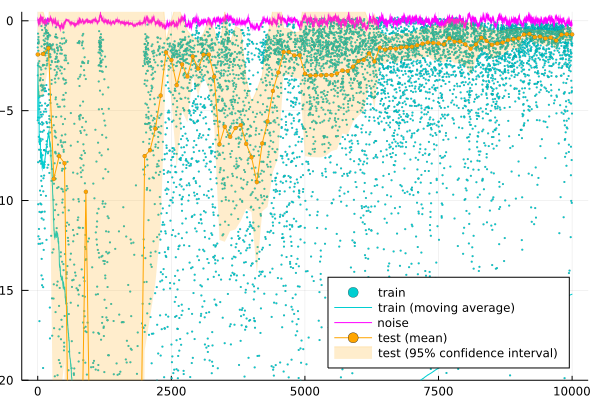 0
−5
10
15
20
0
2500
5000
7500
10000
train
train (moving average)
noise
test (mean)
test (95% confidence interval)